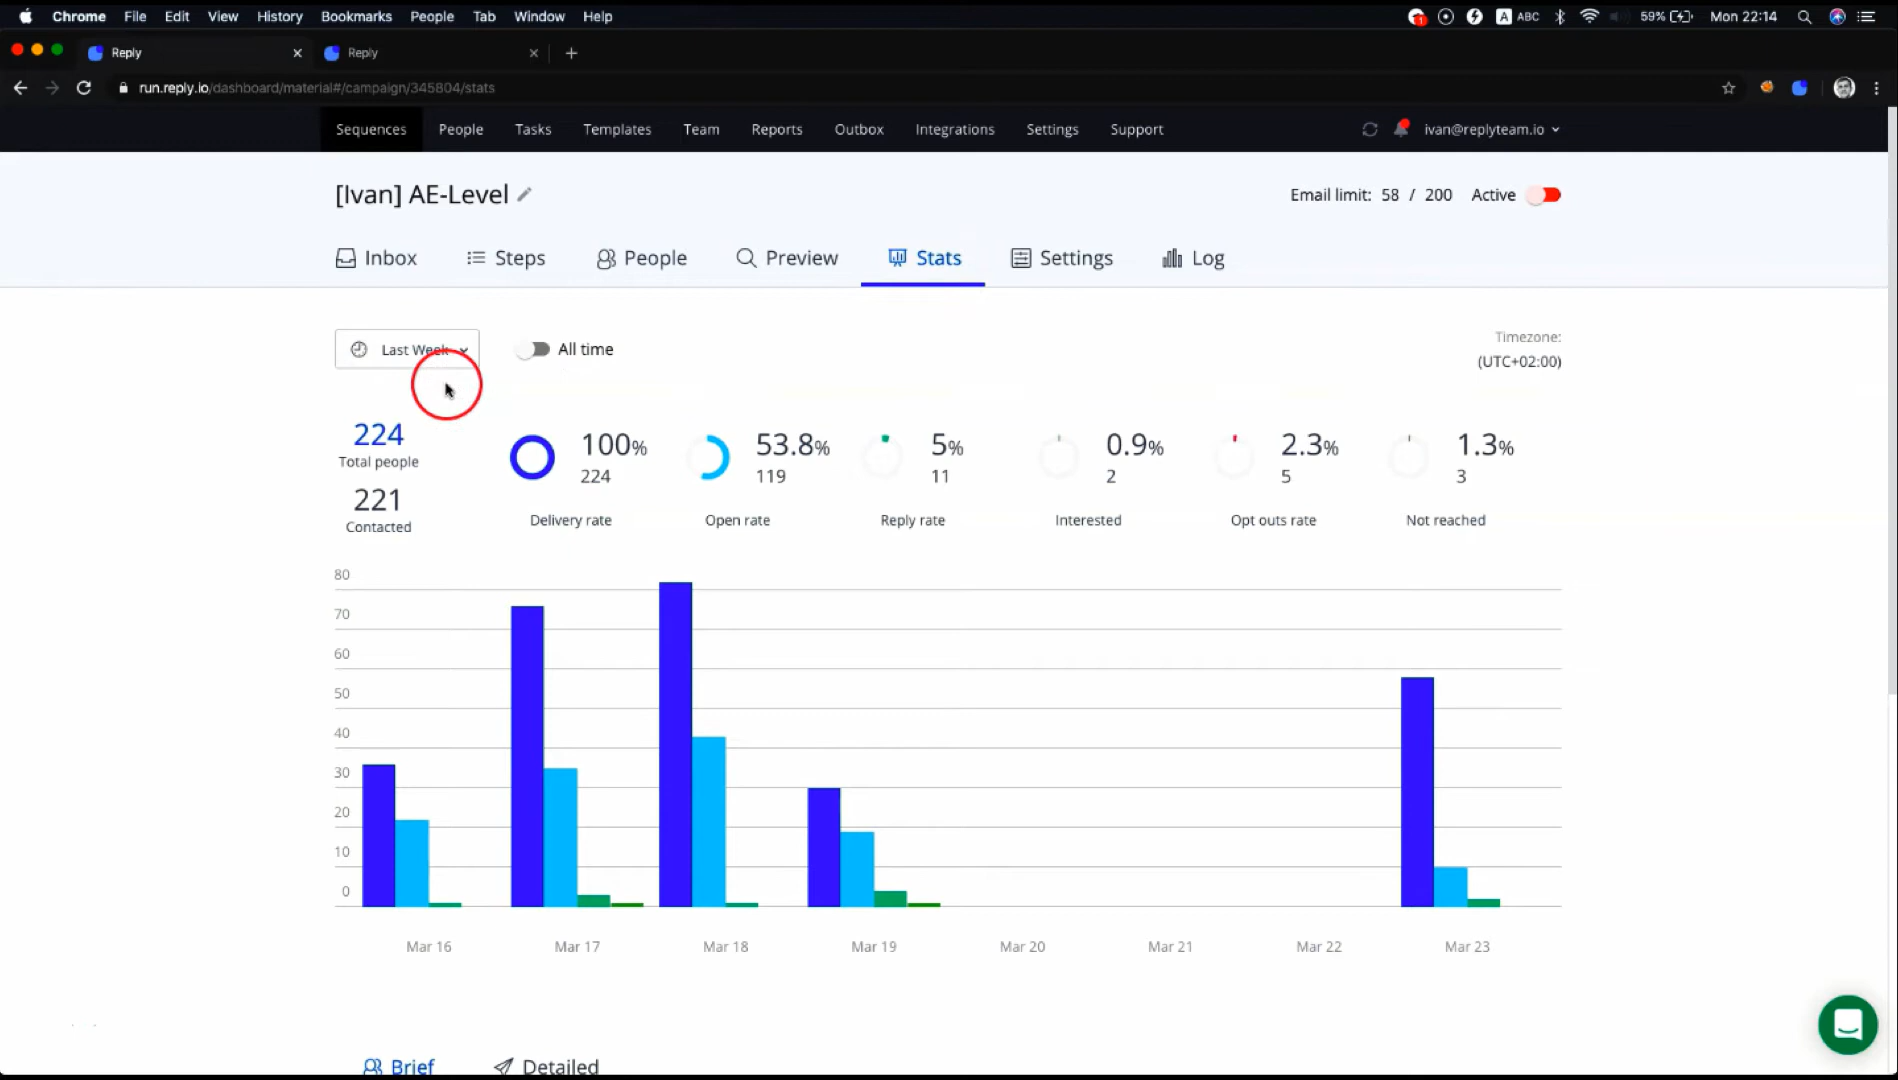 Chrome File Edit View History Bookmarks People Tab Window Help
1 A ABC 59% Mon 22:14
Reply Reply
run.reply.io/dashboard/material#/campaign/345804/stats
Sequences People Tasks Templates Team Reports Outbox Integrations Settings Support ivan@replyteam.io
[Ivan] AE-Level Email limit: 58 / 200 Active
Inbox Steps People Preview Stats Settings Log
Last Week All time
Timezone:
(UTC+02:00)
224
Total people
221
Contacted
100%
224
Delivery rate
53.8%
119
Open rate
5%
11
Reply rate
0.9%
2
Interested
2.3%
5
Opt outs rate
1.3%
3
Not reached
80
70
60
50
40
30
20
10
0
Mar 16 Mar 17 Mar 18 Mar 19 Mar 20 Mar 21 Mar 22 Mar 23
Brief Detailed